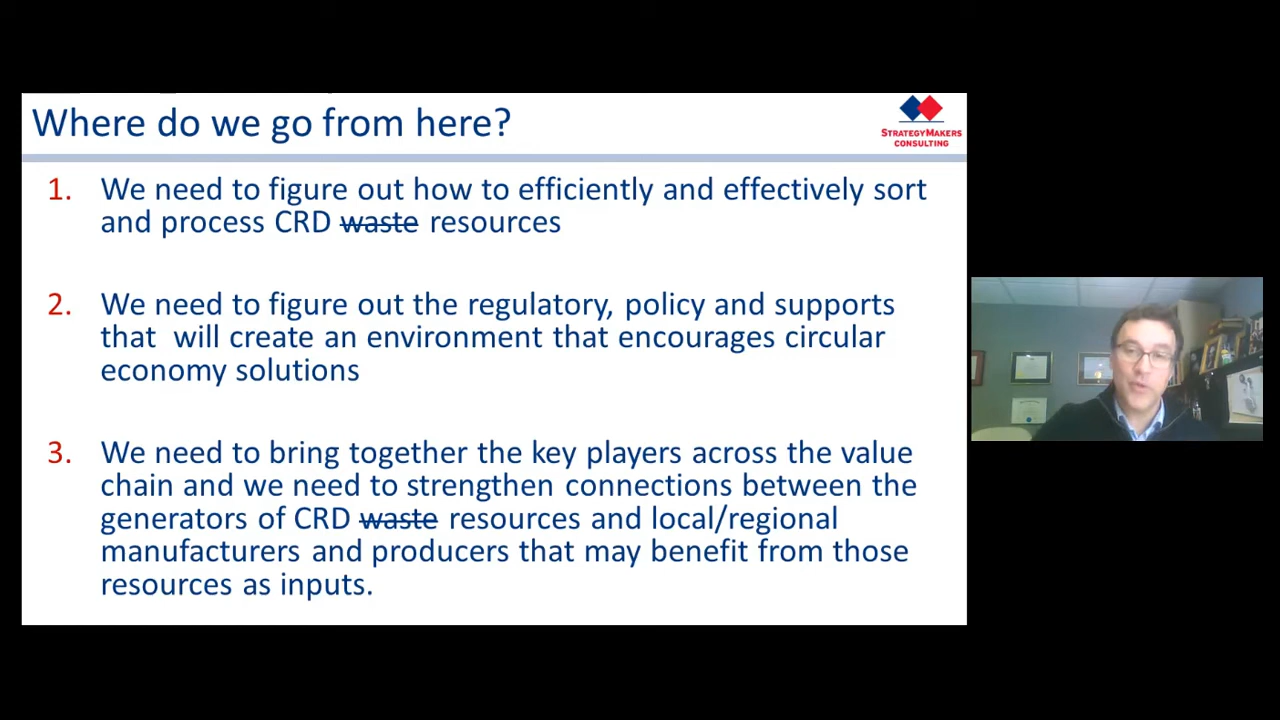 Where do we go from here?
STRATEGYMAKERS
CONSULTING
1. We need to figure out how to efficiently and effectively sort
and process CRD waste resources
2. We need to figure out the regulatory, policy and supports
that will create an environment that encourages circular
economy solutions
3. We need to bring together the key players across the value
chain and we need to strengthen connections between the
generators of CRD waste resources and local/regional
manufacturers and producers that may benefit from those
resources as inputs.